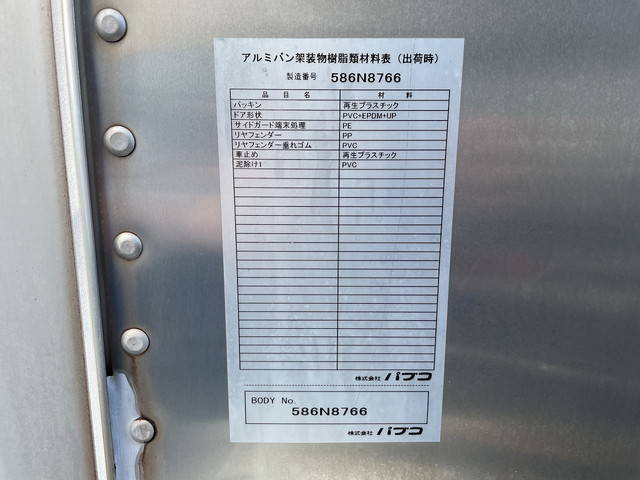 アルミバン架装物樹脂類材料表（出荷時）
製造番号 586N8766
品目名 材料
パッキン 再生プラスチック
ドア形状 PVC+EPDM+UP
サイドガード端末処理 PE
リヤフェンダー PP
リヤフェンダー垂れゴム PVC
車止め 再生プラスチック
泥除け1 PVC
株式会社 パブコ
BODY No.
586N8766
株式会社 パブコ